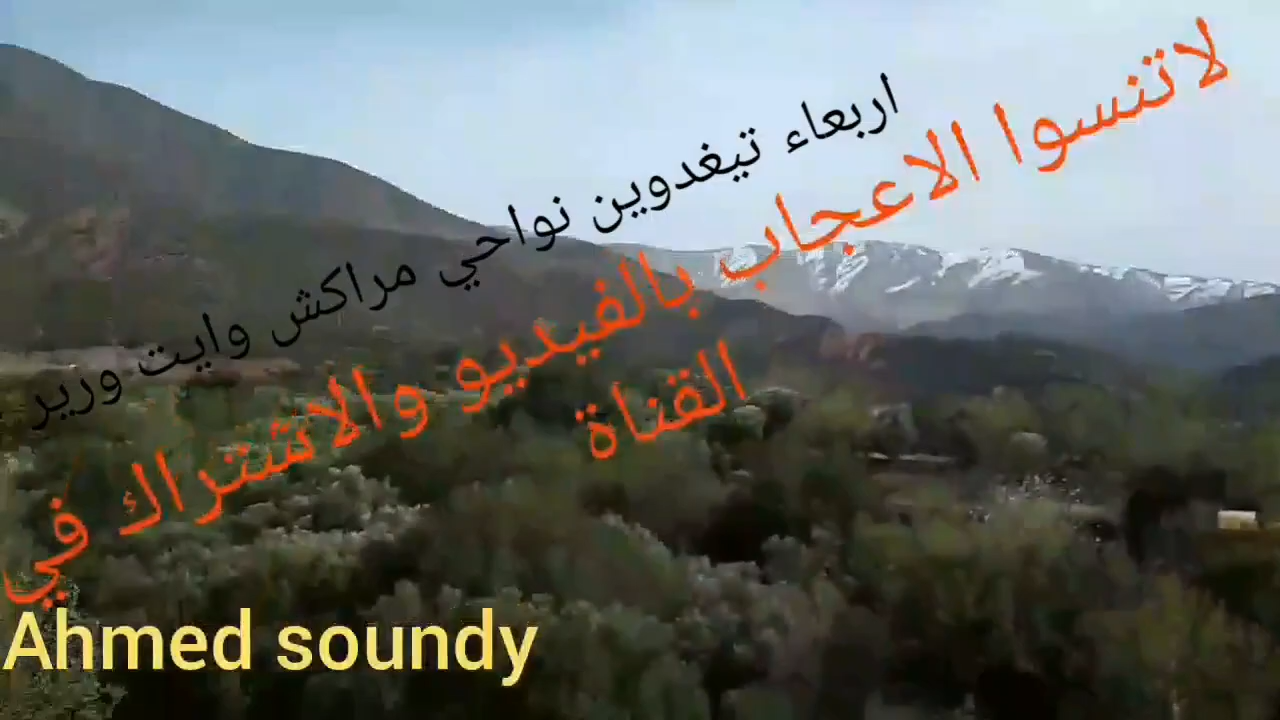 اربعاء تيغدوين نواحي مراكش وايت ورير
لاتنسوا الاعجاب بالفيديو والاشتراك في
القناة
Ahmed soundy